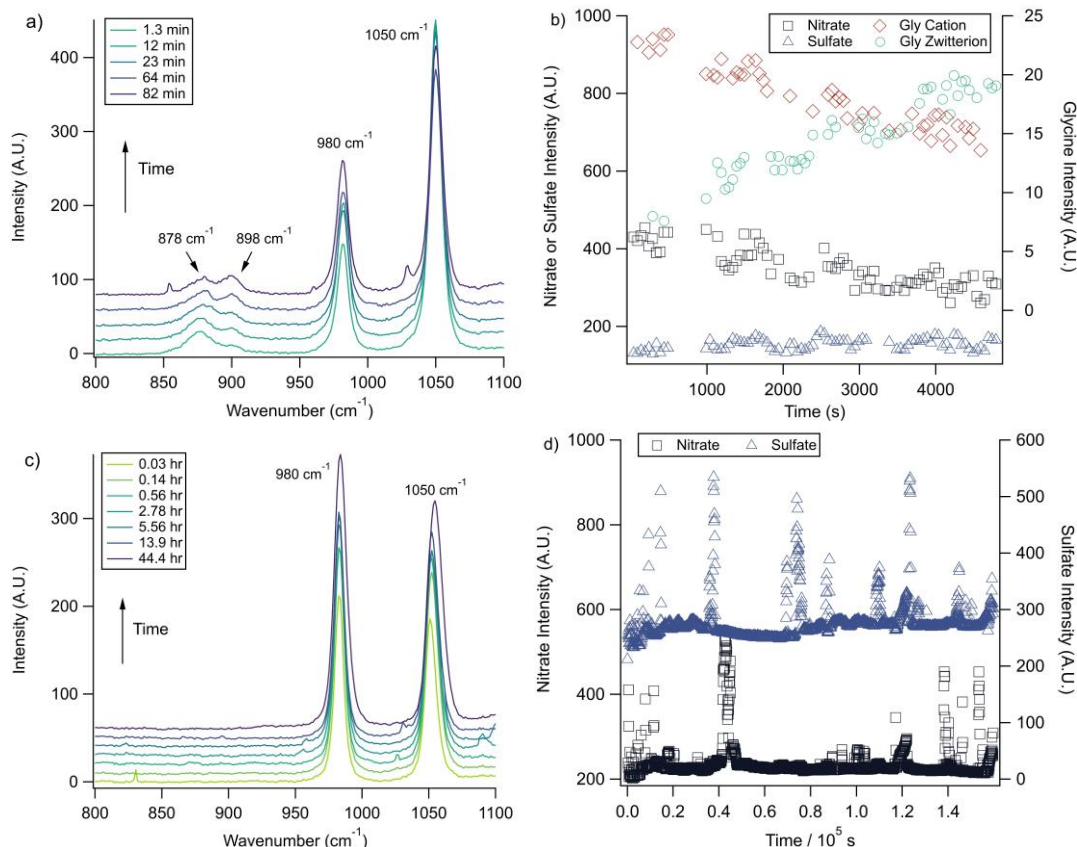 a)
1.3 min
12 min
23 min
64 min
82 min
Time
1050 cm⁻¹
980 cm⁻¹
878 cm⁻¹
898 cm⁻¹
400
300
200
100
0
Intensity (A.U.)
800 850 900 950 1000 1050 1100
Wavenumber (cm⁻¹)
b)
Nitrate Gly Cation
Sulfate Gly Zwitterion
1000
800
600
400
200
Nitrate or Sulfate Intensity (A.U.)
25
20
15
10
5
0
Glycine Intensity (A.U.)
1000 2000 3000 4000
Time (s)
c)
0.03 hr
0.14 hr
0.56 hr
2.78 hr
5.56 hr
13.9 hr
44.4 hr
Time
980 cm⁻¹
1050 cm⁻¹
300
200
100
0
Intensity (A.U.)
800 850 900 950 1000 1050 1100
Wavenumber (cm⁻¹)
d)
Nitrate Sulfate
1000
800
600
400
200
Nitrate Intensity (A.U.)
600
500
400
300
200
100
0
Sulfate Intensity (A.U.)
0.0 0.2 0.4 0.6 0.8 1.0 1.2 1.4
Time / 10⁵ s